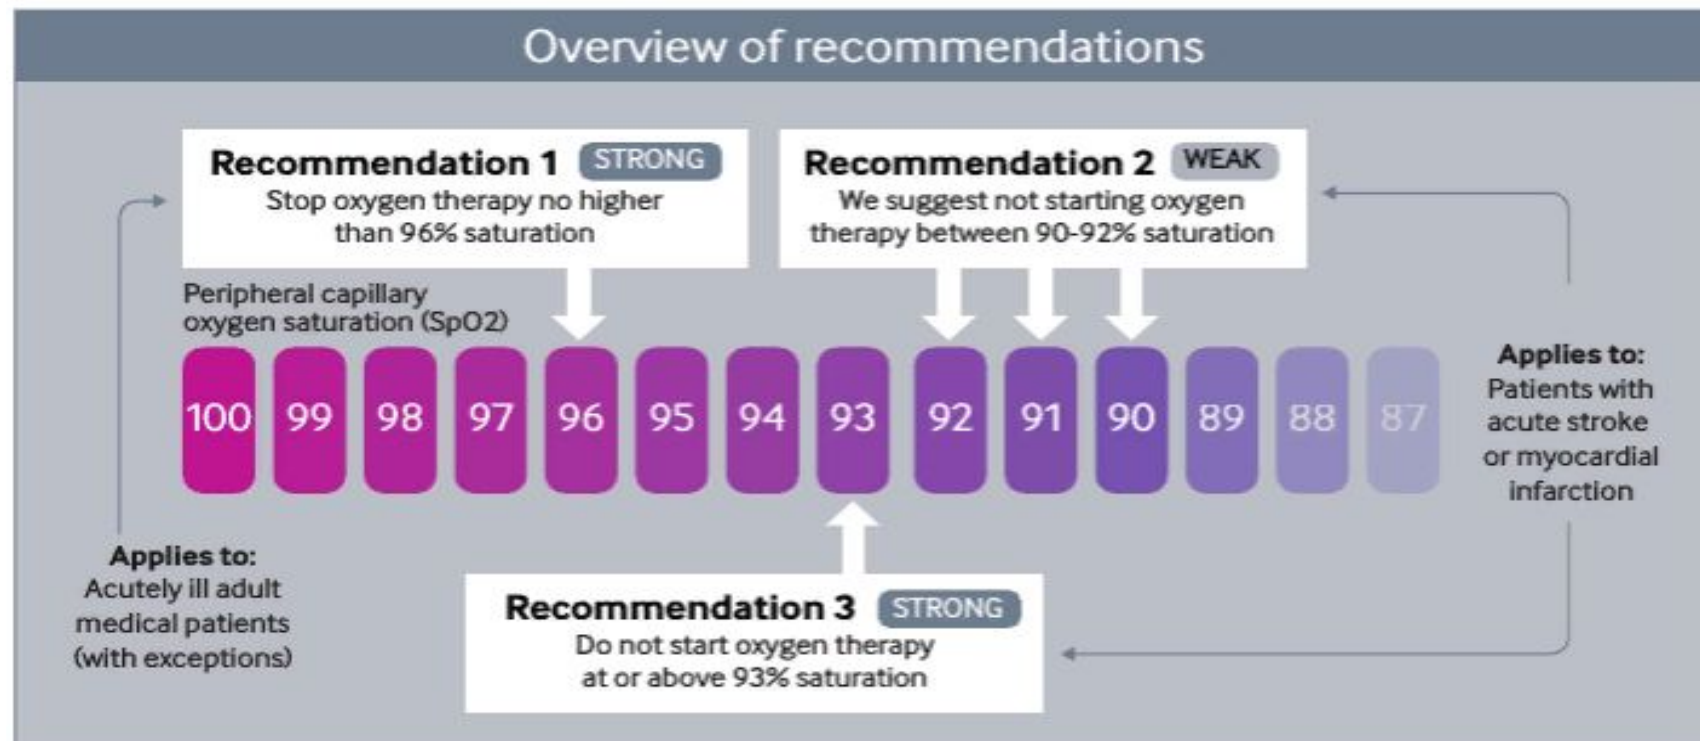 Overview of recommendations
Recommendation 1 STRONG
Stop oxygen therapy no higher
than 96% saturation
Recommendation 2 WEAK
We suggest not starting oxygen
therapy between 90-92% saturation
Peripheral capillary
oxygen saturation (SpO2)
100 99 98 97 96 95 94 93 92 91 90 89 88 87
Applies to:
Patients with
acute stroke
or myocardial
infarction
Applies to:
Acutely ill adult
medical patients
(with exceptions)
Recommendation 3 STRONG
Do not start oxygen therapy
at or above 93% saturation